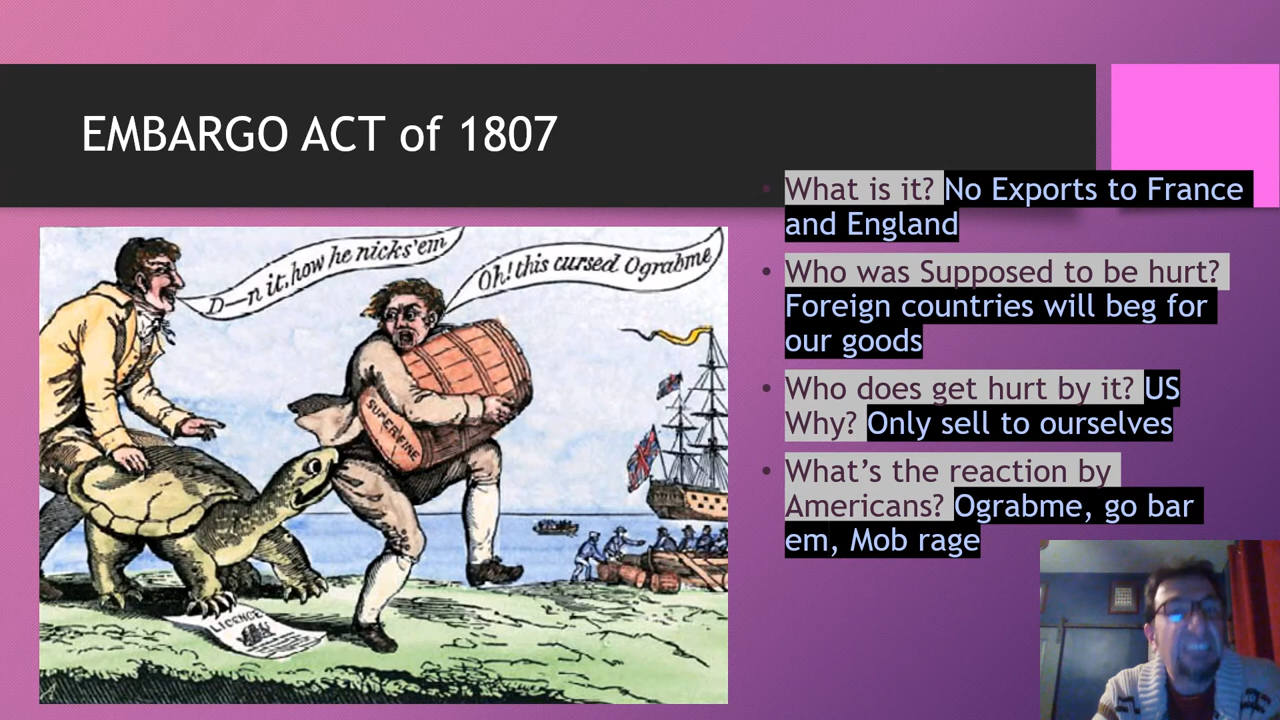 EMBARGO ACT of 1807
D—n it, how he nicks'em
Oh! this cursed Ograbme
SUPERFINE
LICENCE
• What is it? No Exports to France
and England
• Who was Supposed to be hurt?
Foreign countries will beg for
our goods
• Who does get hurt by it? US
Why? Only sell to ourselves
• What’s the reaction by
Americans? Ograbme, go bar
em, Mob rage